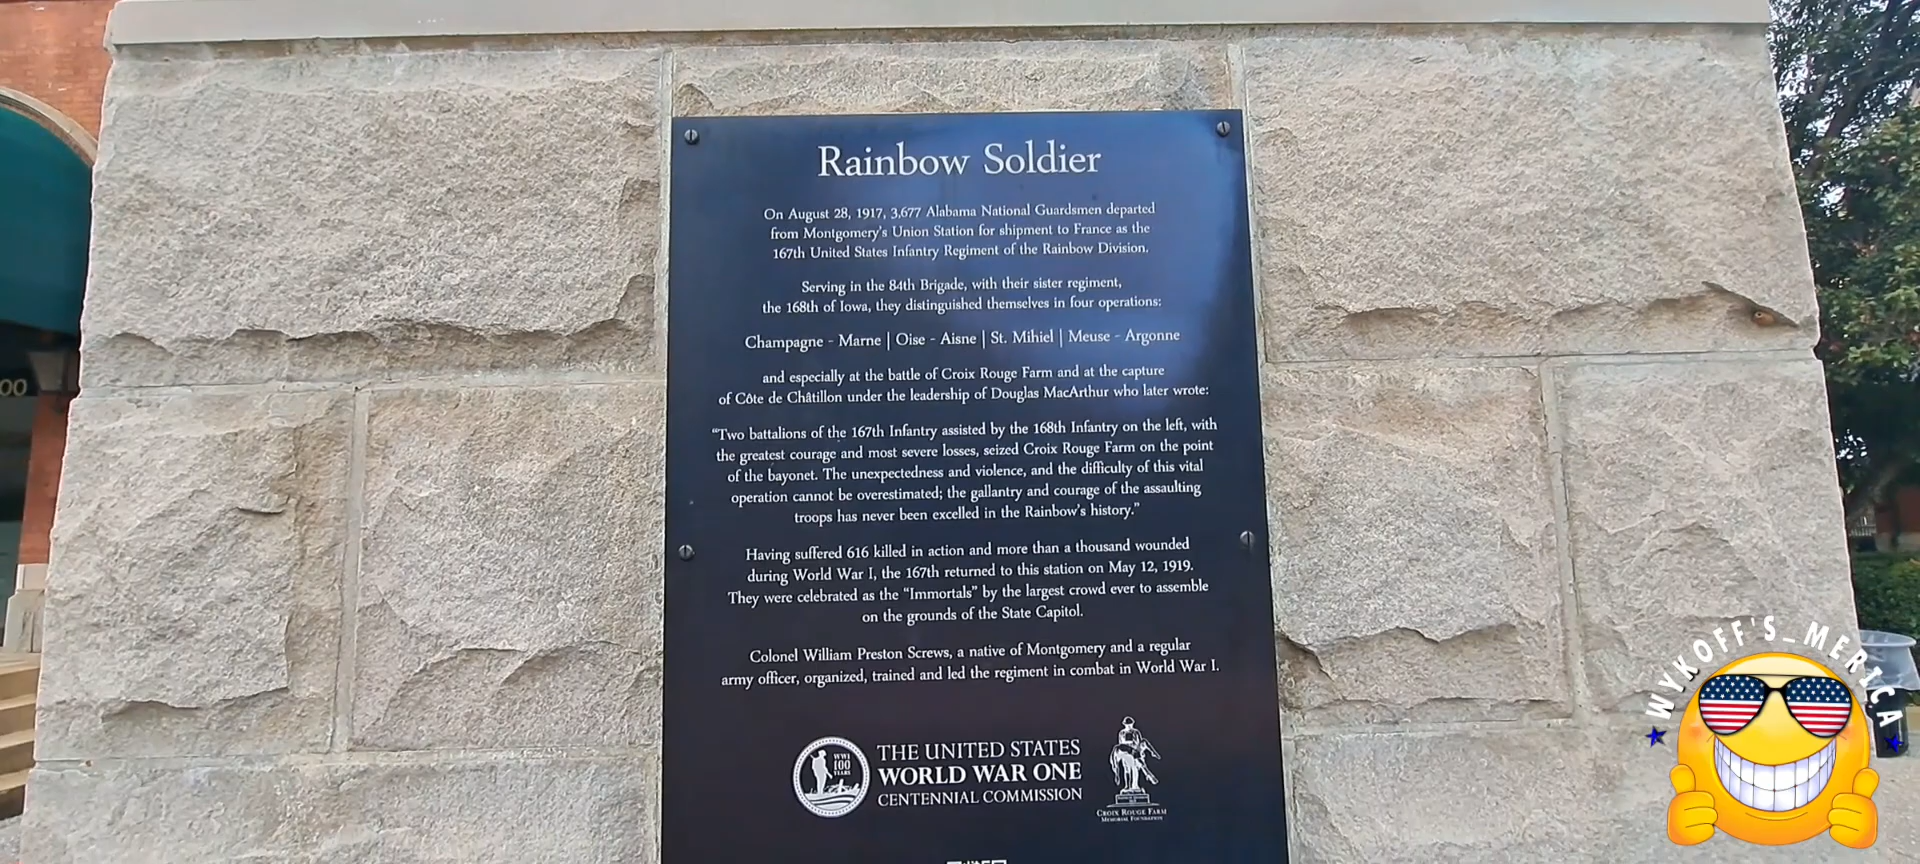 Rainbow Soldier
On August 28, 1917, 3,677 Alabama National Guardsmen departed
from Montgomery's Union Station for shipment to France as the
167th United States Infantry Regiment of the Rainbow Division.
Serving in the 84th Brigade, with their sister regiment,
the 168th of Iowa, they distinguished themselves in four operations:
Champagne - Marne | Oise - Aisne | St. Mihiel | Meuse - Argonne
and especially at the battle of Croix Rouge Farm and at the capture
of Côte de Châtillon under the leadership of Douglas MacArthur who later wrote:
"Two battalions of the 167th Infantry assisted by the 168th Infantry on the left, with
the greatest courage and most severe losses, seized Croix Rouge Farm on the point
of the bayonet. The unexpectedness and violence, and the difficulty of this vital
operation cannot be overestimated; the gallantry and courage of the assaulting
troops has never been excelled in the Rainbow's history."
Having suffered 616 killed in action and more than a thousand wounded
during World War I, the 167th returned to this station on May 12, 1919.
They were celebrated as the "Immortals" by the largest crowd ever to assemble
on the grounds of the State Capitol.
Colonel William Preston Screws, a native of Montgomery and a regular
army officer, organized, trained and led the regiment in combat in World War I.
WWI
100
YEARS
THE UNITED STATES
WORLD WAR ONE
CENTENNIAL COMMISSION
CROIX ROUGE FARM
MEMORIAL FOUNDATION
00
WYKOFF'S_MERICA